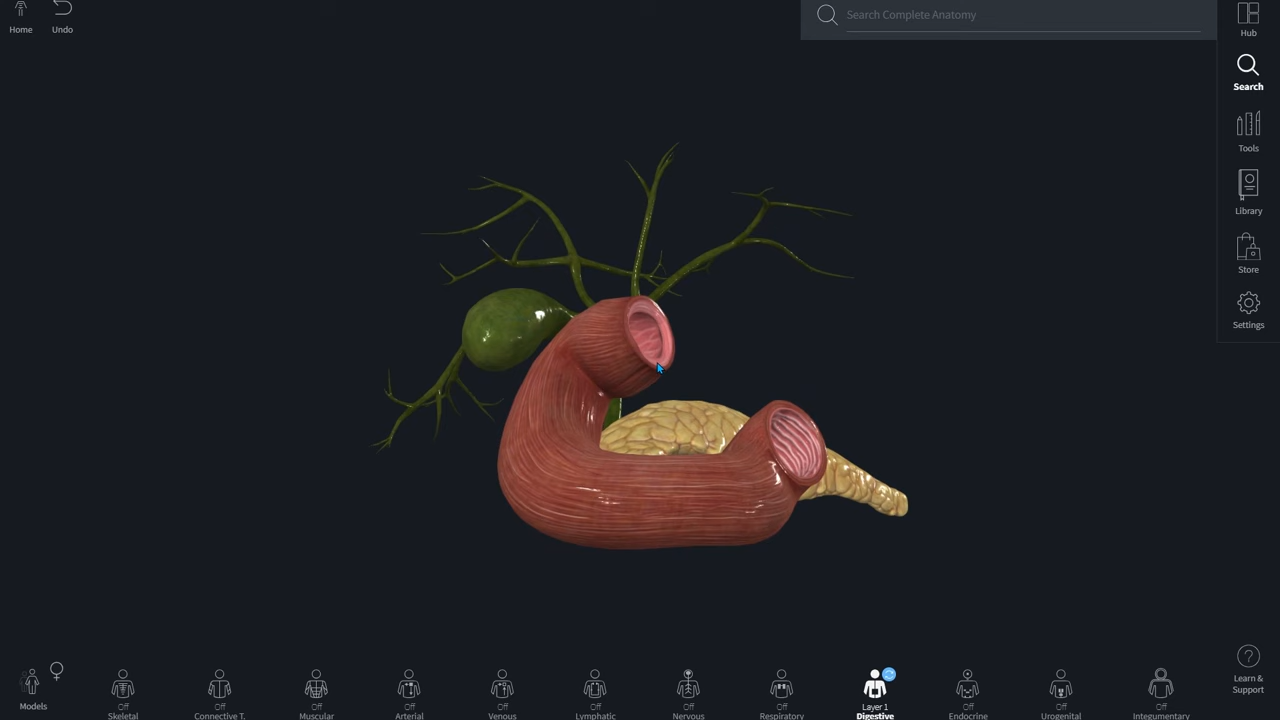 Home
Undo
Search Complete Anatomy
Hub
Search
Tools
Library
Store
Settings
Learn &
Support
?
Models
Off
Skeletal
Off
Connective T.
Off
Muscular
Off
Arterial
Off
Venous
Off
Lymphatic
Off
Nervous
Off
Respiratory
Layer 1
Digestive
Off
Endocrine
Off
Urogenital
Off
Integumentary